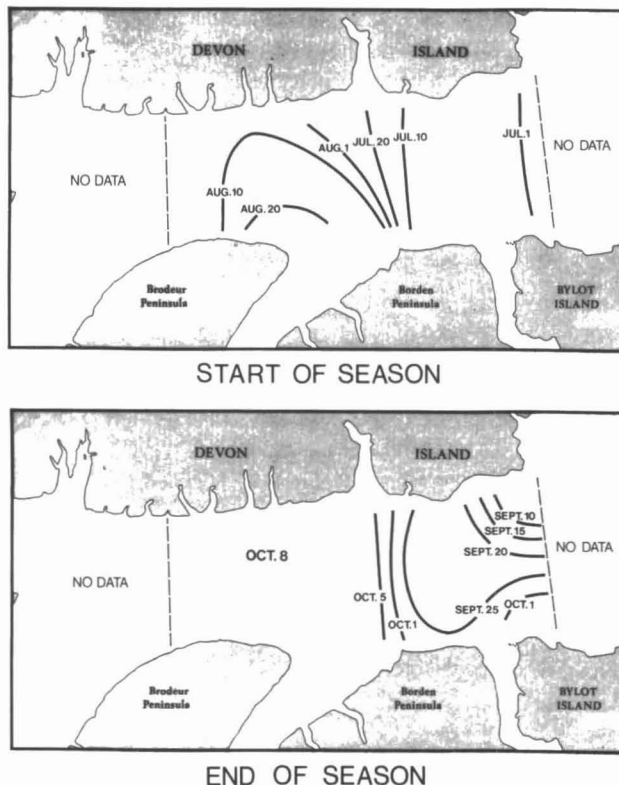 DEVON ISLAND
NO DATA
AUG.10
AUG. 20
AUG.1
JUL.20
JUL.10
JUL.1
NO DATA
Brodeur
Peninsula
Borden
Peninsula
BYLOT
ISLAND
START OF SEASON
DEVON ISLAND
NO DATA
OCT. 8
OCT. 5
OCT.1
SEPT.10
SEPT.15
SEPT. 20
SEPT. 25
OCT.1
NO DATA
Brodeur
Peninsula
Borden
Peninsula
BYLOT
ISLAND
END OF SEASON